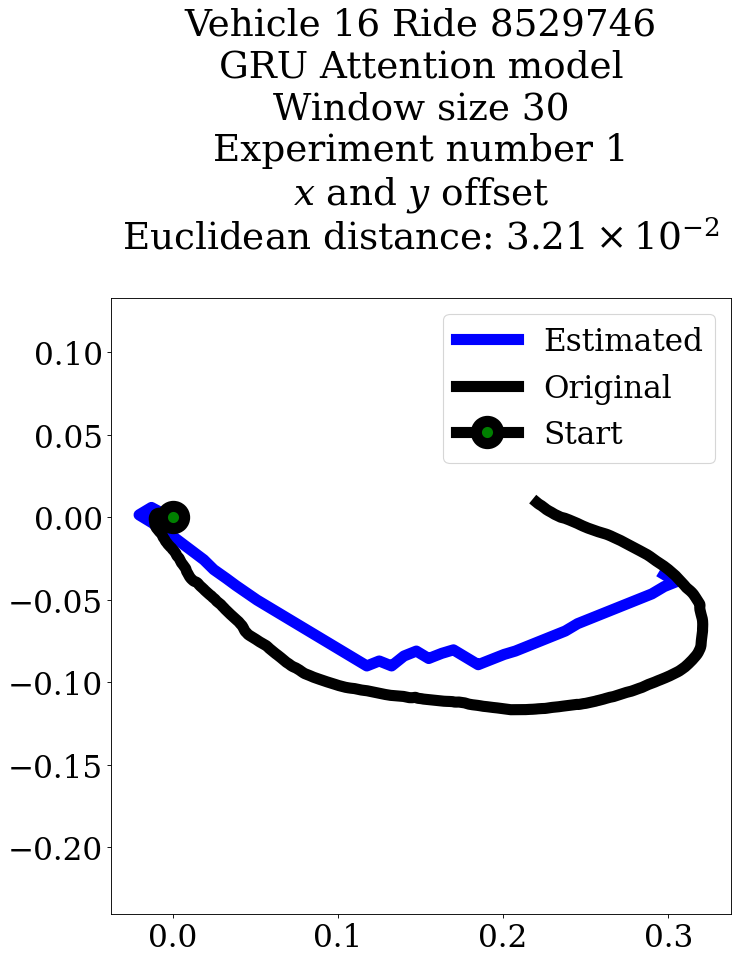 Vehicle 16 Ride 8529746
GRU Attention model
Window size 30
Experiment number 1
x and y offset
Euclidean distance: 3.21 × 10⁻²
Estimated
Original
Start
0.10
0.05
0.00
−0.05
−0.10
−0.15
−0.20
0.0 0.1 0.2 0.3